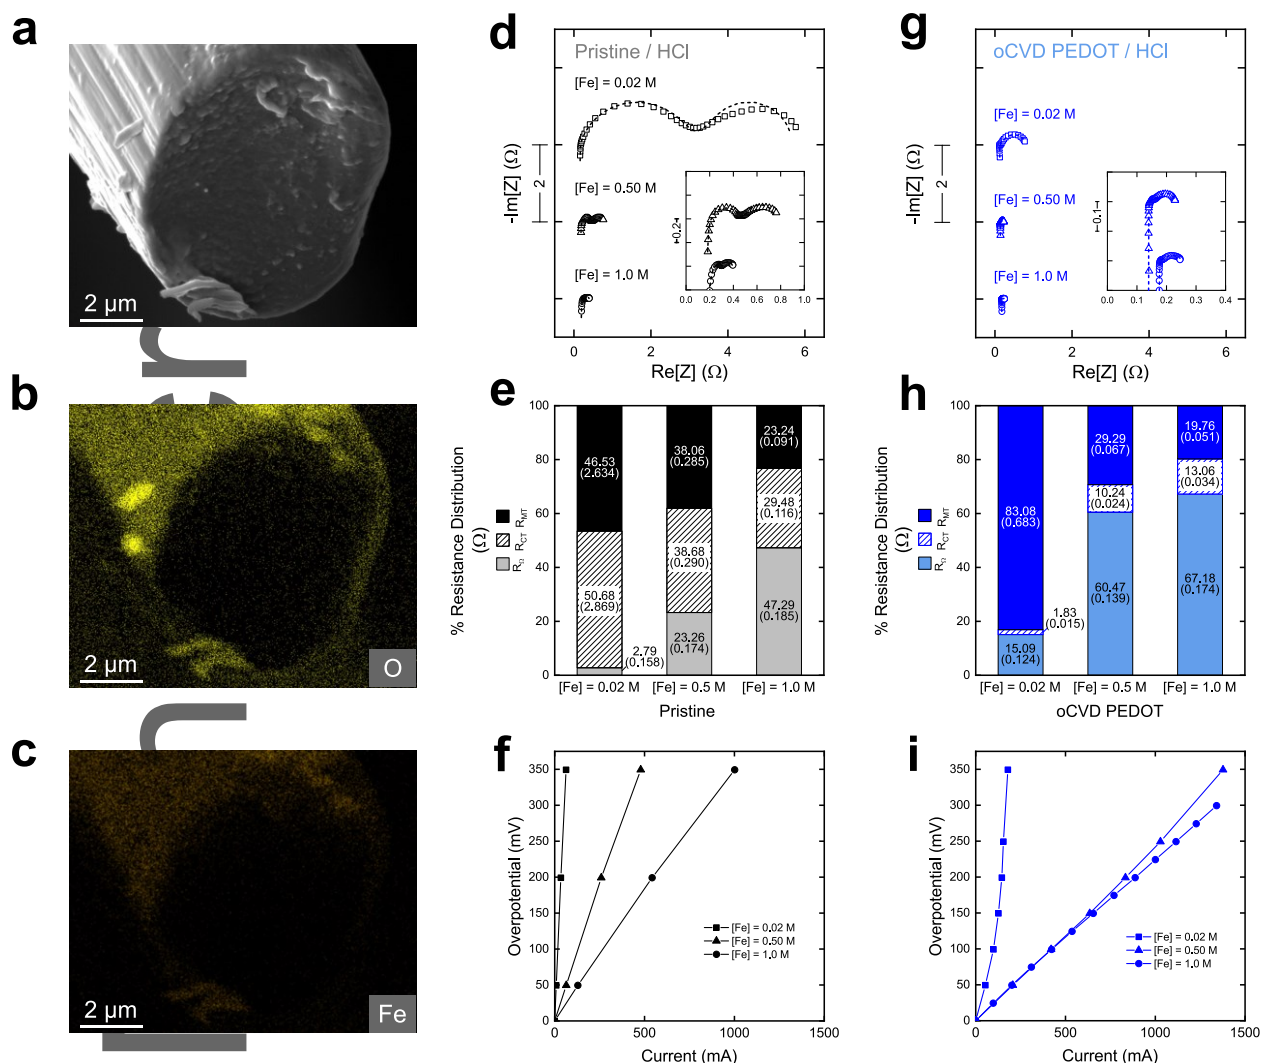 a
2 µm
b
O
2 µm
c
Fe
2 µm
d
Pristine / HCl
[Fe] = 0.02 M
[Fe] = 0.50 M
[Fe] = 1.0 M
-Im[Z] (Ω)
2
0.2
0.0 0.2 0.4 0.6 0.8 1.0
0 2 4 6
Re[Z] (Ω)
e
% Resistance Distribution
(Ω)
R_Ω R_CT R_MT
100
80
60
40
20
0
46.53
(2.634)
50.68
(2.869)
2.79
(0.158)
38.06
(0.285)
38.68
(0.290)
23.26
(0.174)
23.24
(0.091)
29.48
(0.116)
47.29
(0.185)
[Fe] = 0.02 M [Fe] = 0.5 M [Fe] = 1.0 M
Pristine
f
Overpotential (mV)
350
300
250
200
150
100
50
0
[Fe] = 0.02 M
[Fe] = 0.50 M
[Fe] = 1.0 M
0 500 1000 1500
Current (mA)
g
oCVD PEDOT / HCl
[Fe] = 0.02 M
[Fe] = 0.50 M
[Fe] = 1.0 M
-Im[Z] (Ω)
2
0.1
0.0 0.1 0.2 0.3 0.4
0 2 4 6
Re[Z] (Ω)
h
% Resistance Distribution
(Ω)
R_Ω R_CT R_MT
100
80
60
40
20
0
83.08
(0.683)
1.83
(0.015)
15.09
(0.124)
29.29
(0.067)
10.24
(0.024)
60.47
(0.139)
19.76
(0.051)
13.06
(0.034)
67.18
(0.174)
[Fe] = 0.02 M [Fe] = 0.5 M [Fe] = 1.0 M
oCVD PEDOT
i
Overpotential (mV)
350
300
250
200
150
100
50
0
[Fe] = 0.02 M
[Fe] = 0.50 M
[Fe] = 1.0 M
0 500 1000 1500
Current (mA)